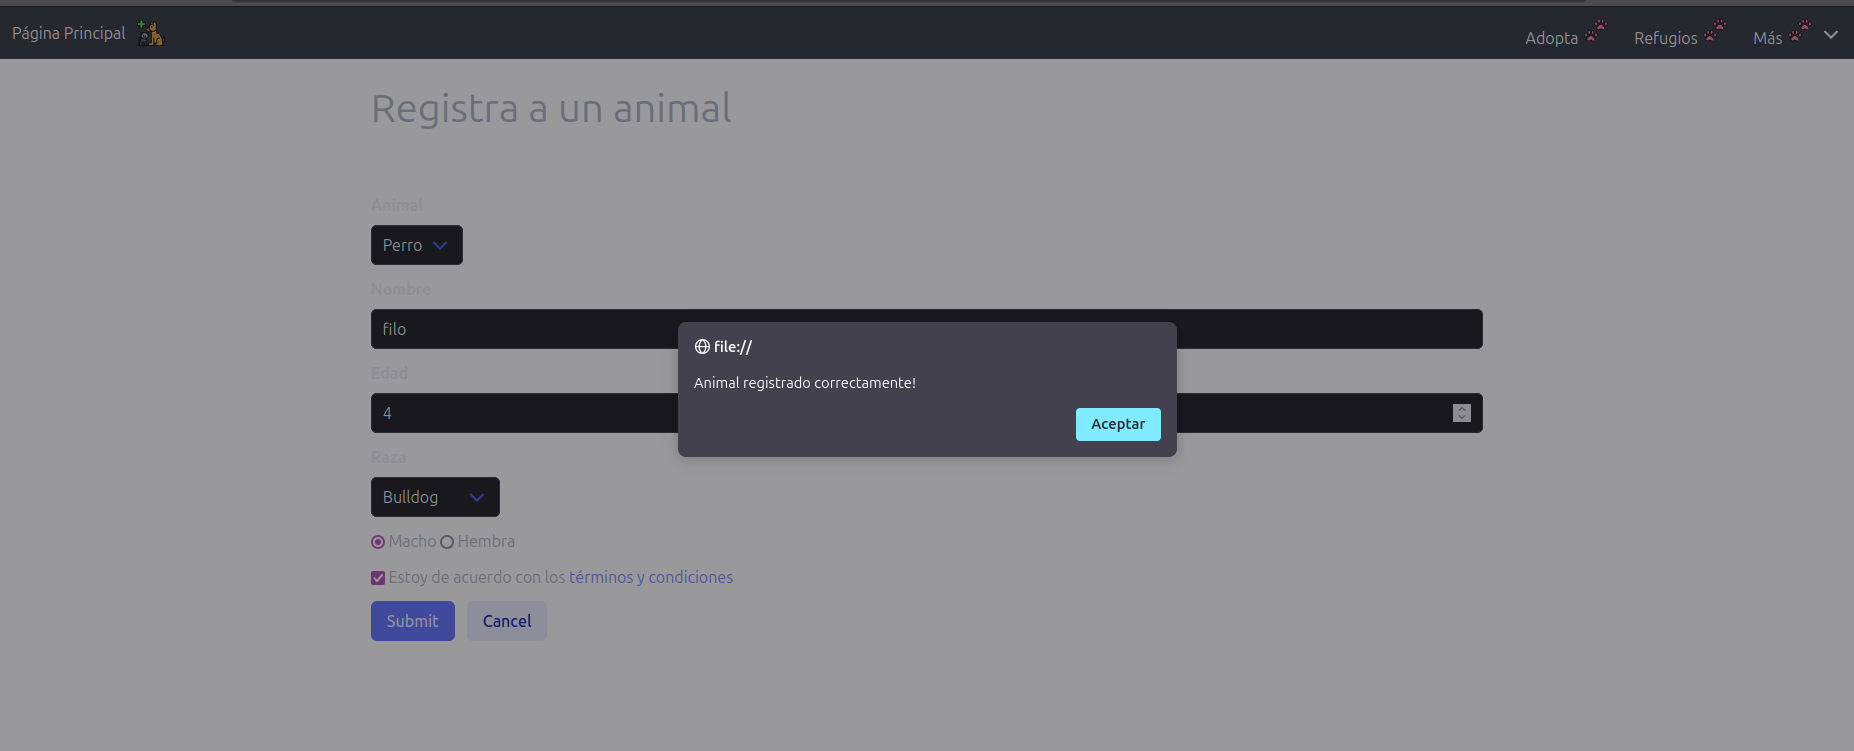 Página Principal
Adopta
Refugios
Más
Registra a un animal
Animal
Perro
Nombre
filo
Edad
4
Raza
Bulldog
Macho Hembra
Estoy de acuerdo con los términos y condiciones
Submit Cancel
file://
Animal registrado correctamente!
Aceptar